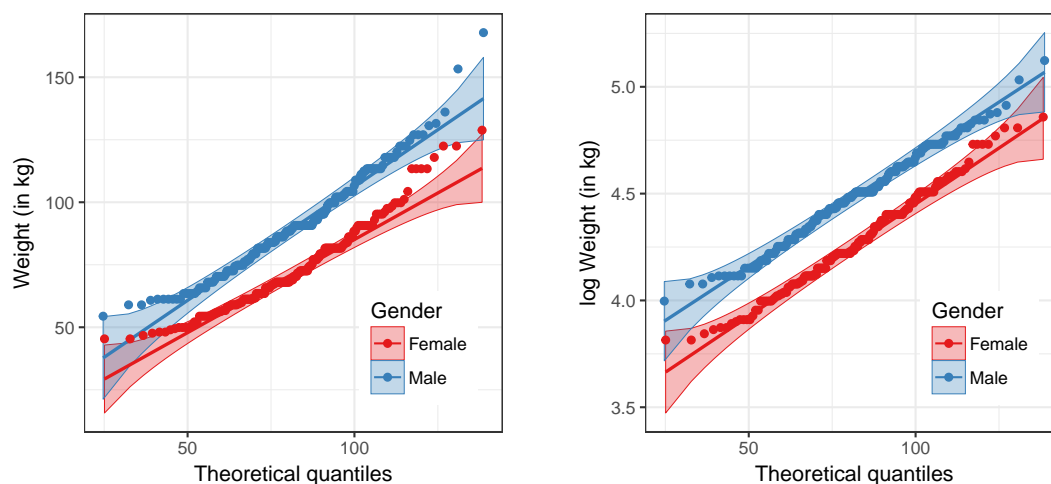 Weight (in kg)
150
100
50
50
100
Theoretical quantiles
Gender
Female
Male
log Weight (in kg)
5.0
4.5
4.0
3.5
50
100
Theoretical quantiles
Gender
Female
Male